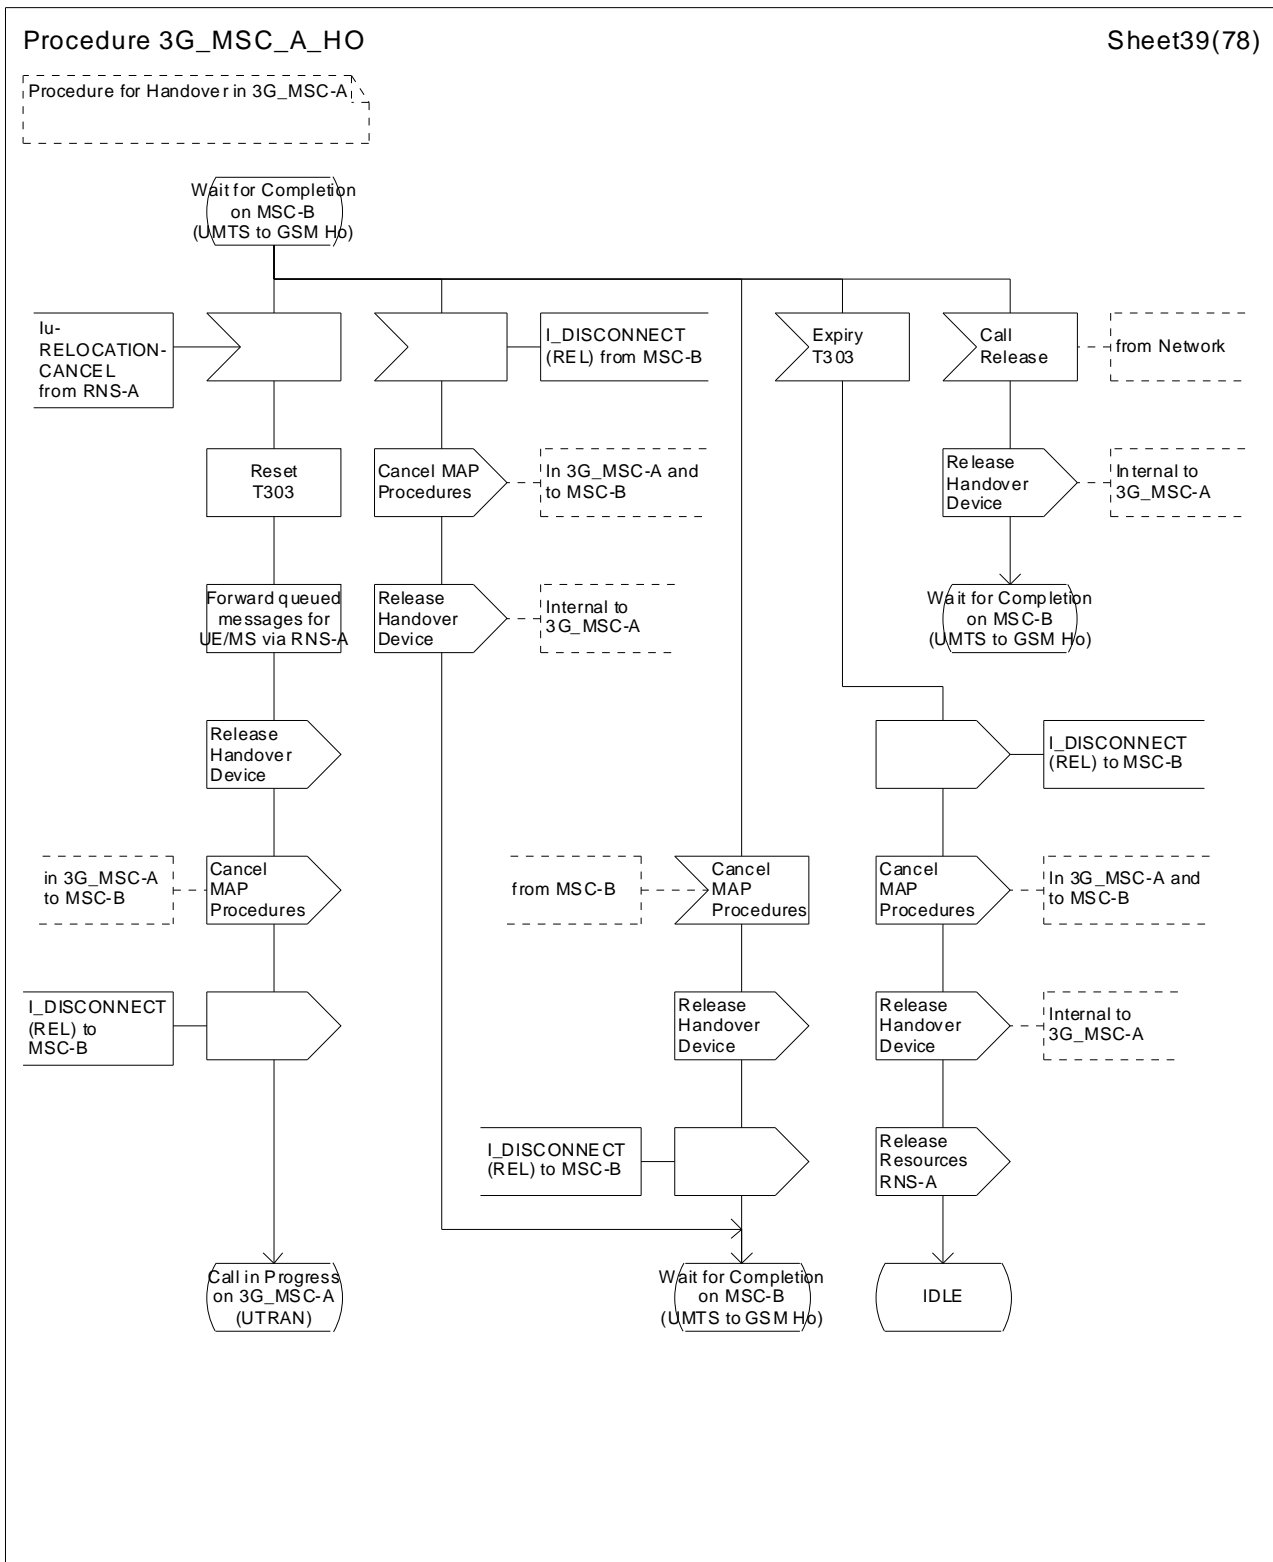 Procedure 3G_MSC_A_HO
Sheet39(78)
Procedure for Handover in 3G_MSC-A
Wait for Completion
on MSC-B
(UMTS to GSM Ho)
Iu-
RELOCATION-
CANCEL
from RNS-A
I_DISCONNECT
(REL) from MSC-B
Expiry
T303
Call
Release
from Network
Reset
T303
Cancel MAP
Procedures
In 3G_MSC-A and
to MSC-B
Release
Handover
Device
Internal to
3G_MSC-A
Forward queued
messages for
UE/MS via RNS-A
Release
Handover
Device
Internal to
3G_MSC-A
Wait for Completion
on MSC-B
(UMTS to GSM Ho)
Release
Handover
Device
I_DISCONNECT
(REL) to MSC-B
in 3G_MSC-A
to MSC-B
Cancel
MAP
Procedures
from MSC-B
Cancel
MAP
Procedures
Cancel
MAP
Procedures
In 3G_MSC-A and
to MSC-B
I_DISCONNECT
(REL) to
MSC-B
Release
Handover
Device
Release
Handover
Device
Internal to
3G_MSC-A
I_DISCONNECT
(REL) to MSC-B
Release
Resources
RNS-A
Call in Progress
on 3G_MSC-A
(UTRAN)
Wait for Completion
on MSC-B
(UMTS to GSM Ho)
IDLE